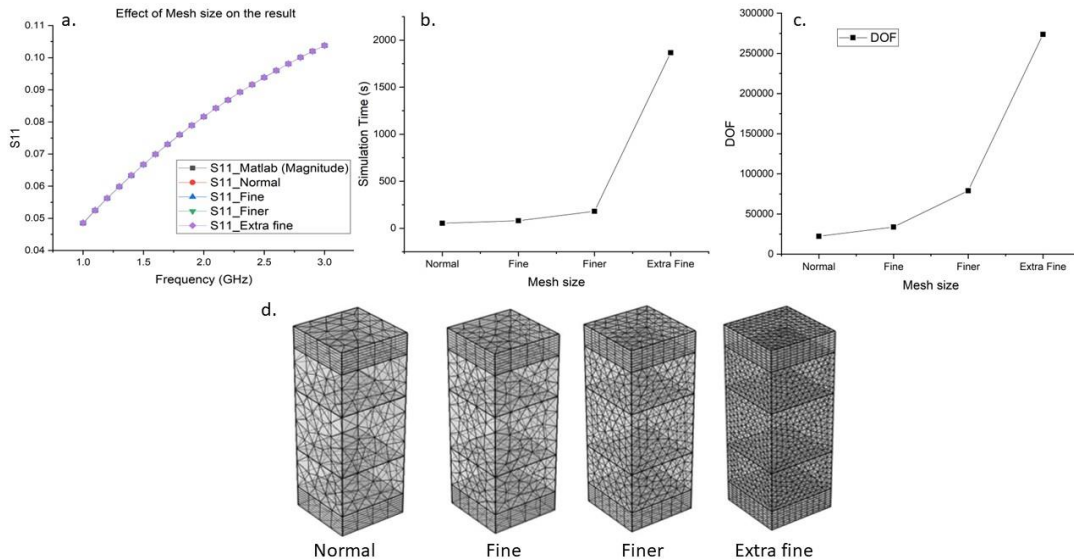 a.
Effect of Mesh size on the result
0.11
0.10
0.09
0.08
0.07
0.06
0.05
0.04
S11
S11_Matlab (Magnitude)
S11_Normal
S11_Fine
S11_Finer
S11_Extra fine
1.0 1.5 2.0 2.5 3.0
Frequency (GHz)
b.
2000
1500
1000
500
0
Simulation Time (s)
Normal Fine Finer Extra Fine
Mesh size
c.
300000
250000
200000
150000
100000
50000
0
DOF
DOF
Normal Fine Finer Extra Fine
Mesh size
d.
Normal Fine Finer Extra fine